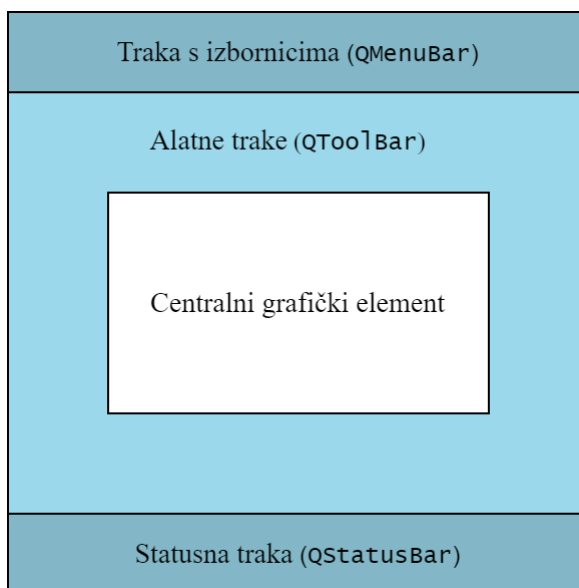 Traka s izbornicima (QMenuBar)
Alatne trake (QToolBar)
Centralni grafički element
Statusna traka (QStatusBar)